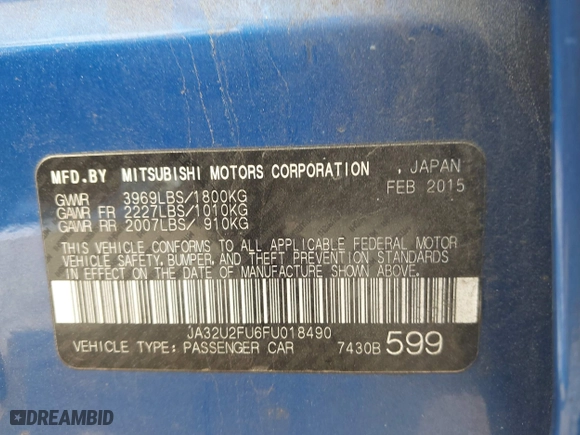 MFD.BY MITSUBISHI MOTORS CORPORATION , JAPAN
FEB 2015
GVWR 3969LBS/1800KG
GAWR FR 2227LBS/1010KG
GAWR RR 2007LBS/ 910KG
THIS VEHICLE CONFORMS TO ALL APPLICABLE FEDERAL MOTOR
VEHICLE SAFETY, BUMPER, AND THEFT PREVENTION STANDARDS
IN EFFECT ON THE DATE OF MANUFACTURE SHOWN ABOVE.
JA32U2FU6FU018490
VEHICLE TYPE: PASSENGER CAR 7430B 599
DREAMBID